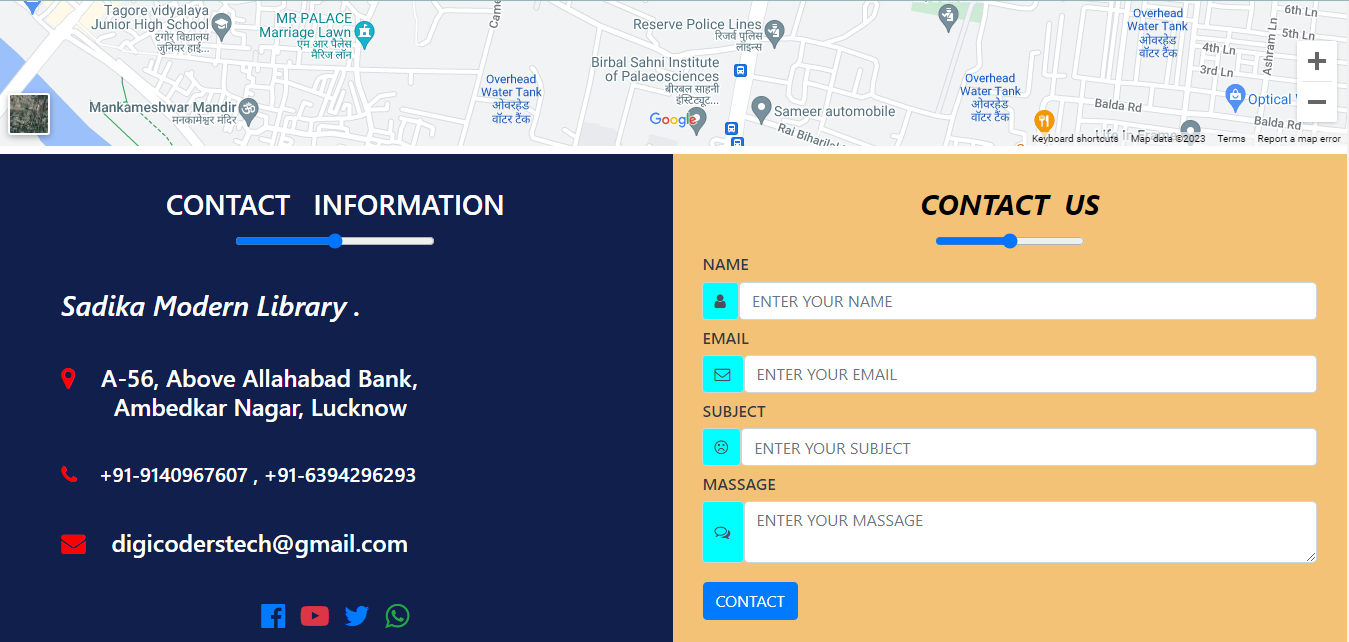 Tagore vidyalaya
Junior High School
टगोर विद्यालय
जुनियर हाई...
MR PALACE
Marriage Lawn
एम आर पैलेस
मैरिज लॉन
Reserve Police Lines
रिजर्व पुलिस
लाइन्स
Birbal Sahni Institute
of Palaeosciences
बीरबल साहनी
इंस्टिट्यूट...
Overhead
Water Tank
ओवरहेड
वॉटर टैंक
Overhead
Water Tank
ओवरहेड
वॉटर टैंक
Overhead
Water Tank
ओवरहेड
वॉटर टैंक
6th Ln
5th Ln
4th Ln
3rd Ln
Ashram Ln
Mankameshwar Mandir
मनकामेश्वर मंदिर
Google
Sameer automobile
Rai Biharilal
Balda Rd
Optical
Balda Rd
Life in Frame
Keyboard shortcuts Map data ©2023 Terms Report a map error
CONTACT INFORMATION
Sadika Modern Library .
A-56, Above Allahabad Bank,
Ambedkar Nagar, Lucknow
+91-9140967607 , +91-6394296293
digicoderstech@gmail.com
CONTACT US
NAME
ENTER YOUR NAME
EMAIL
ENTER YOUR EMAIL
SUBJECT
ENTER YOUR SUBJECT
MASSAGE
ENTER YOUR MASSAGE
CONTACT